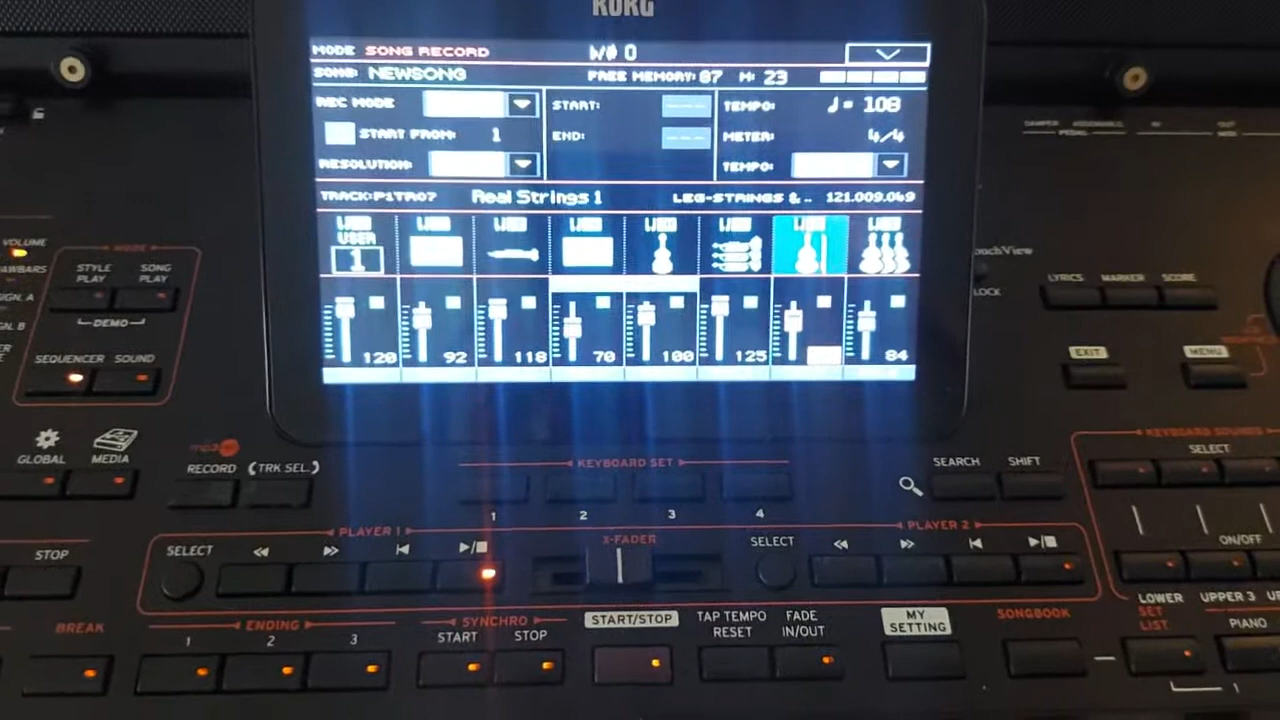 KORG
MODE SONG RECORD
SONG: NEWSONG FREE MEMORY: 87 M: 23
REC MODE START: TEMPO: ♩= 108
START FROM: 1 END: METER: 4/4
RESOLUTION: TEMPO:
TRACK:P1TR07 Real Strings 1 LEG-STRINGS &.. 121.009.049
USER
1
120 92 118 70 100 125 84
VOLUME
MODE
STYLE PLAY SONG PLAY
DEMO
SEQUENCER SOUND
GLOBAL MEDIA
mp3
RECORD (TRK SEL.)
KEYBOARD SET
1 2 3 4
SEARCH SHIFT
LYRICS MARKER SCORE
EXIT MENU
KEYBOARD SOUNDS
SELECT
ON/OFF
LOWER UPPER 3
STOP
PLAYER 1
SELECT
X-FADER
PLAYER 2
SELECT
BREAK
ENDING
1 2 3
SYNCHRO
START STOP
START/STOP
TAP TEMPO RESET
FADE IN/OUT
MY SETTING
SONGBOOK
SET LIST
PIANO
1